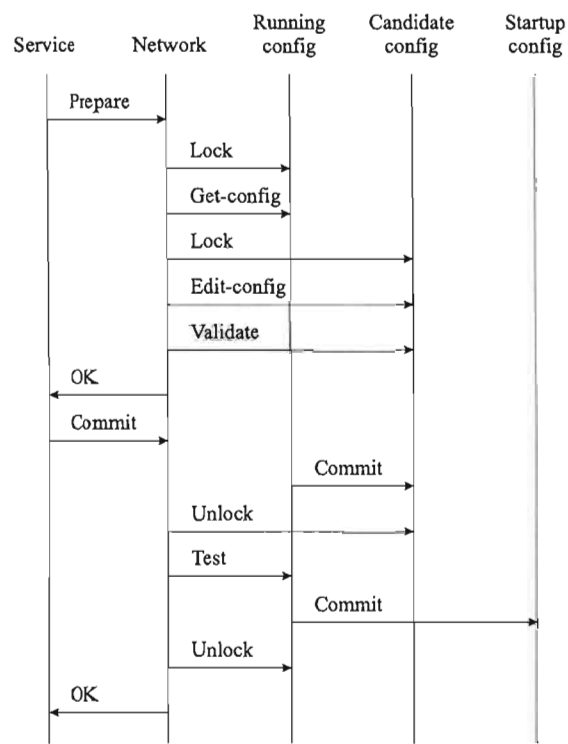 Service
Network
Running
config
Candidate
config
Startup
config
Prepare
Lock
Get-config
Lock
Edit-config
Validate
OK
Commit
Commit
Unlock
Test
Commit
Unlock
OK